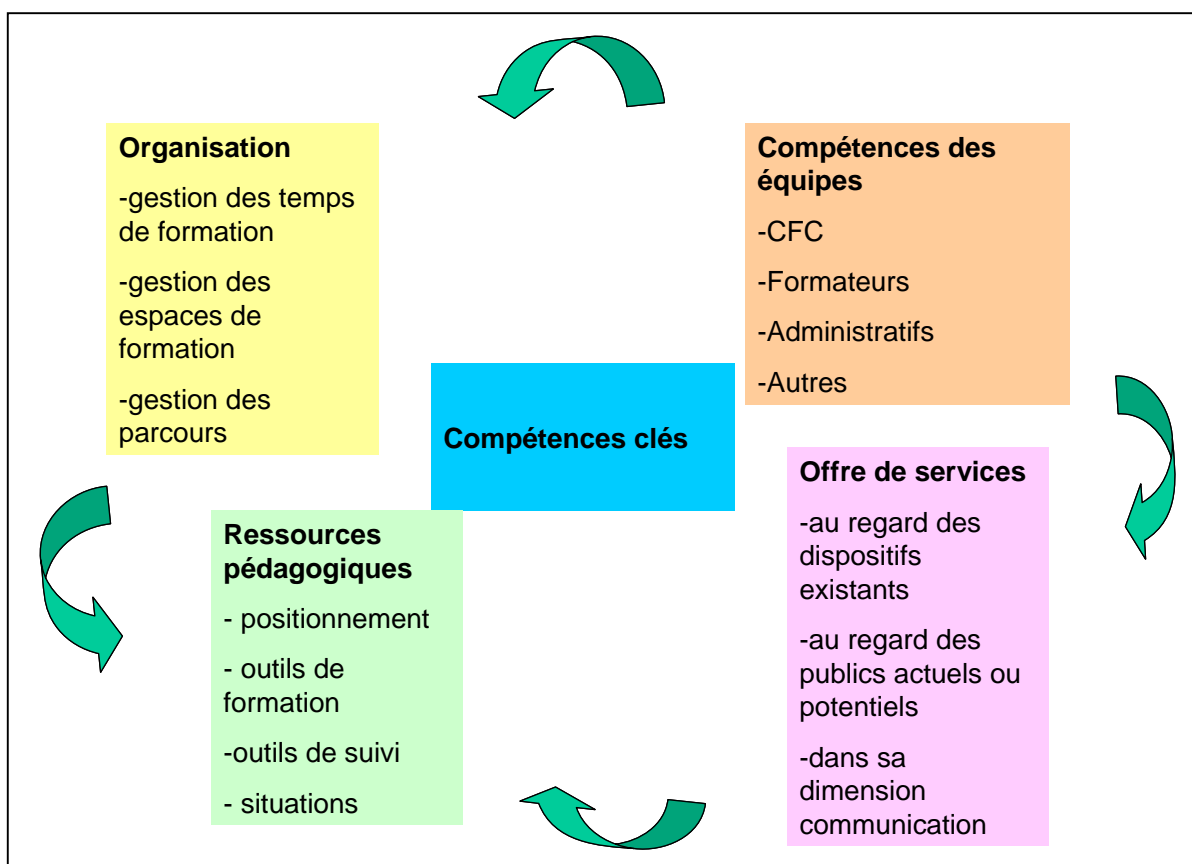 Organisation
-gestion des temps
de formation
-gestion des
espaces de
formation
-gestion des
parcours
Compétences des
équipes
-CFC
-Formateurs
-Administratifs
-Autres
Compétences clés
Ressources
pédagogiques
- positionnement
- outils de
formation
-outils de suivi
- situations
Offre de services
-au regard des
dispositifs
existants
-au regard des
publics actuels ou
potentiels
-dans sa
dimension
communication